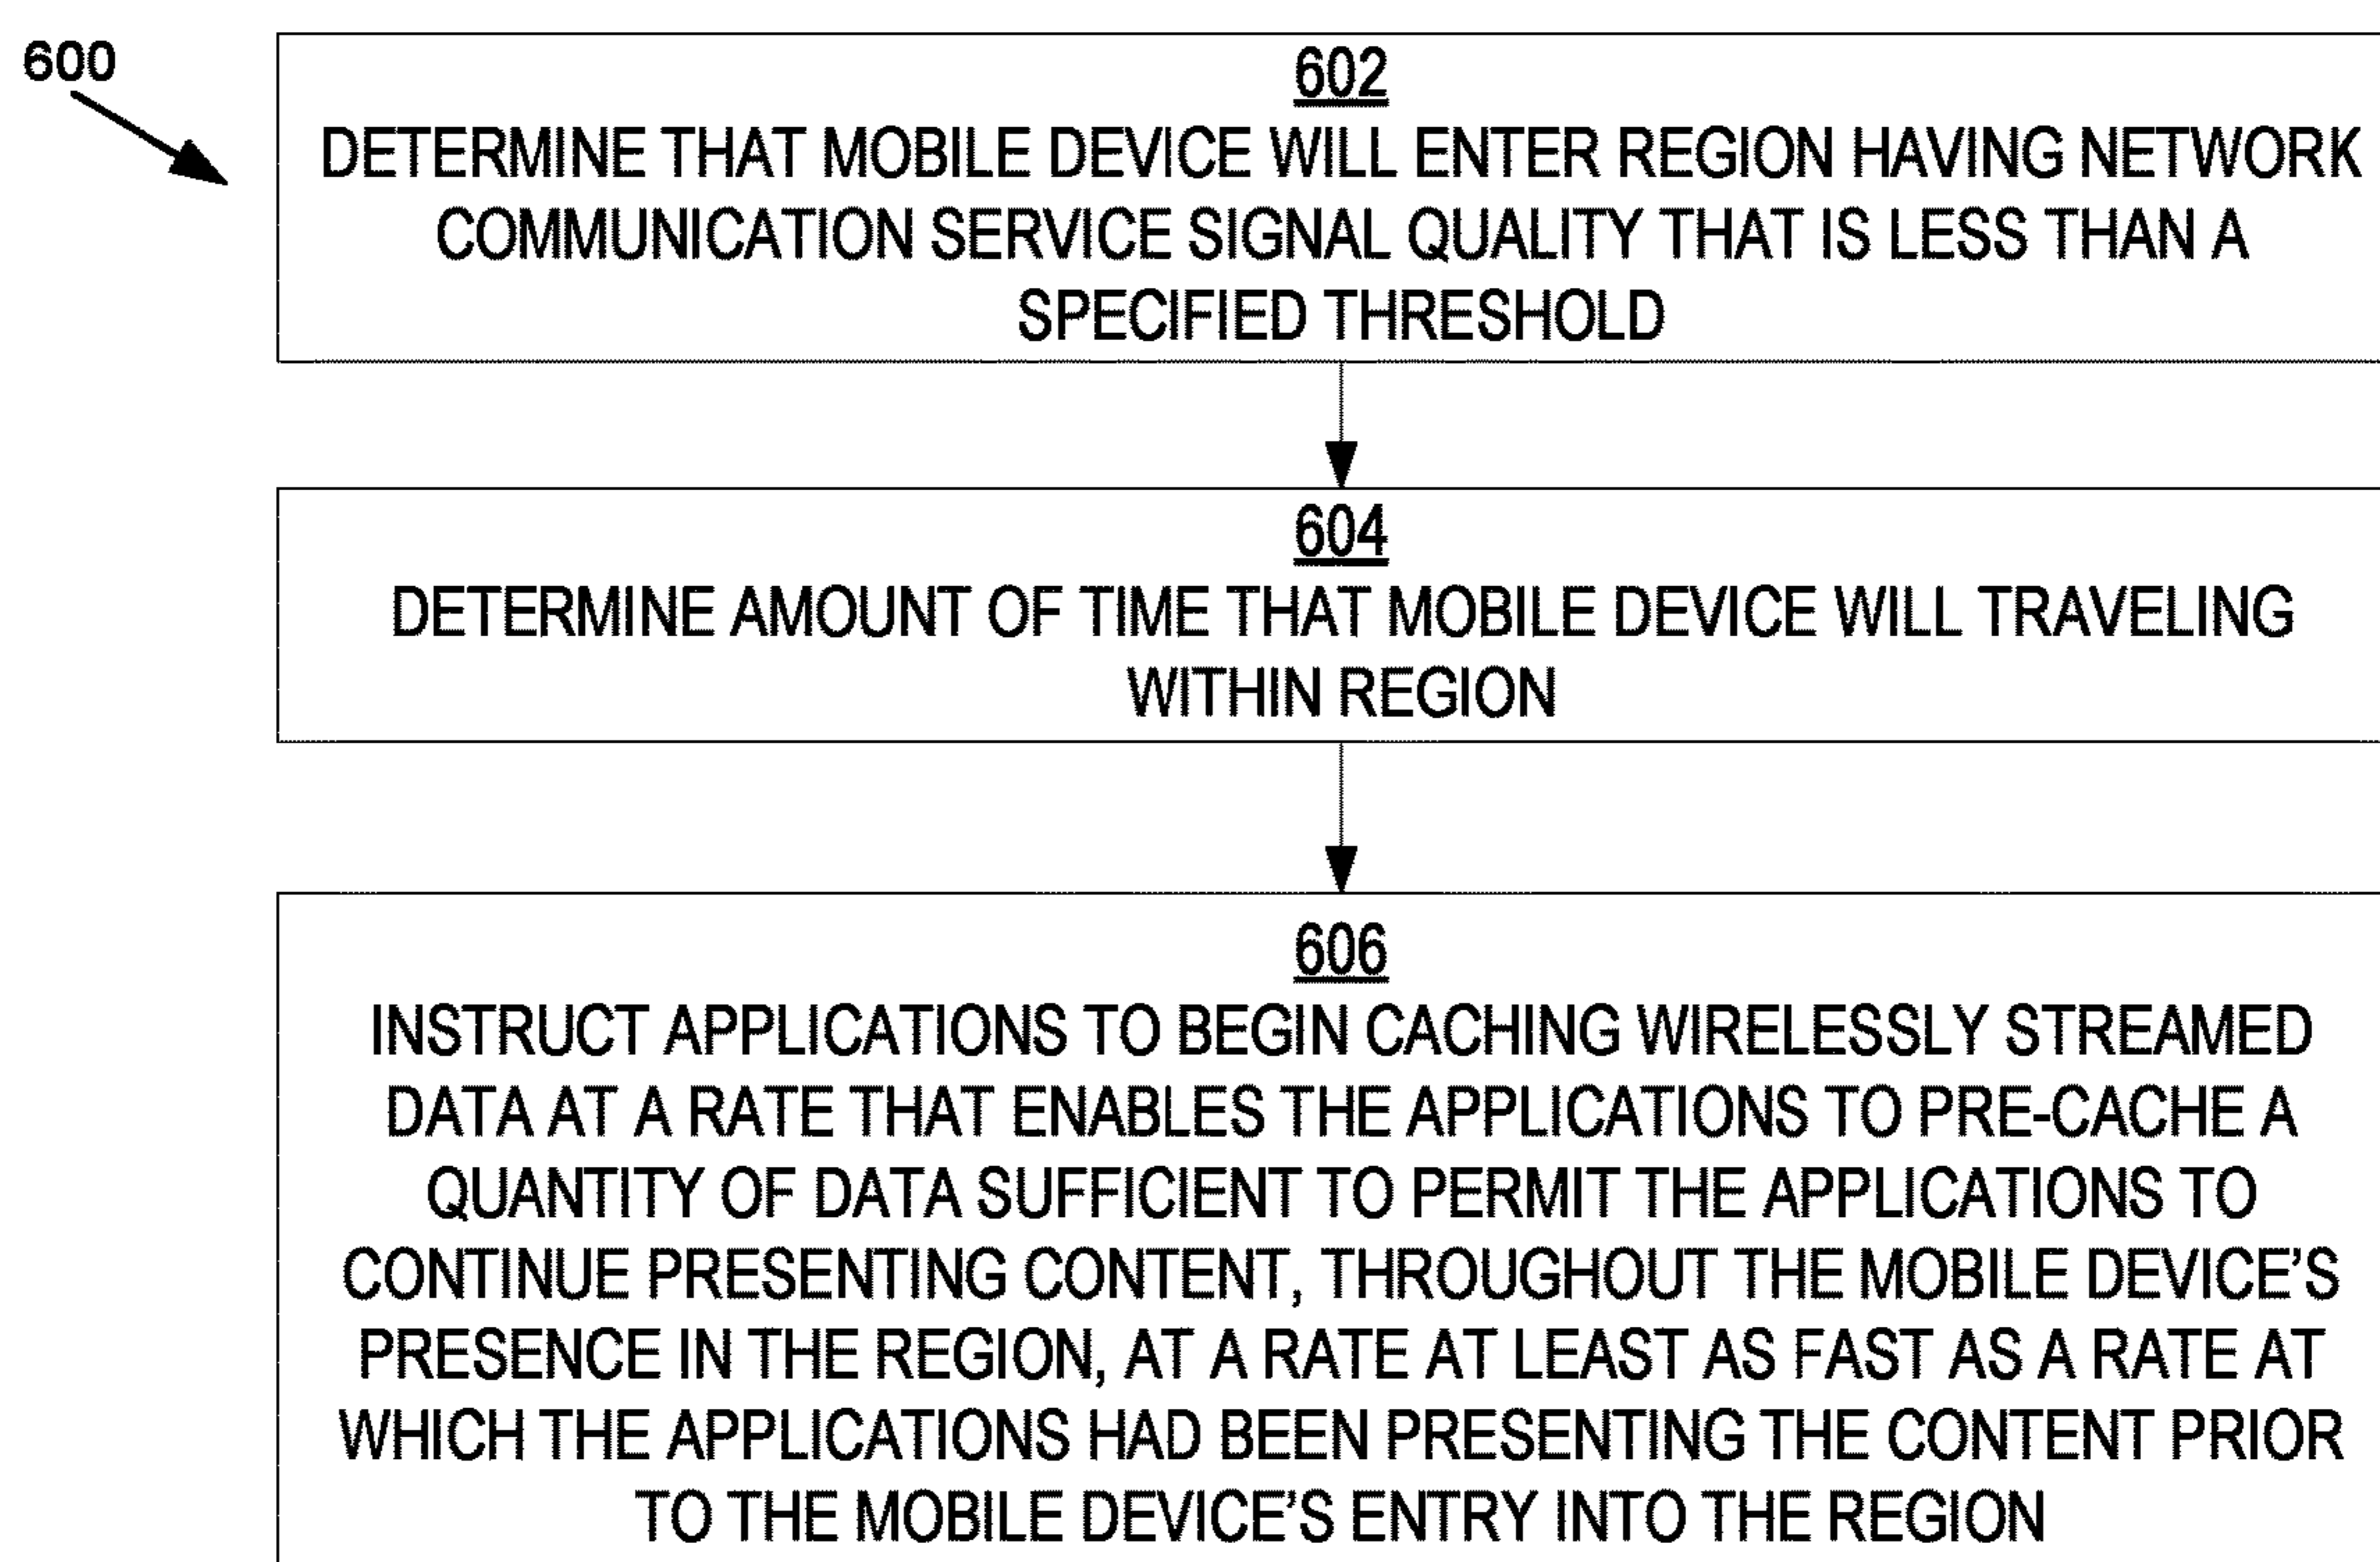 600
602
DETERMINE THAT MOBILE DEVICE WILL ENTER REGION HAVING NETWORK
COMMUNICATION SERVICE SIGNAL QUALITY THAT IS LESS THAN A
SPECIFIED THRESHOLD
604
DETERMINE AMOUNT OF TIME THAT MOBILE DEVICE WILL TRAVELING
WITHIN REGION
606
INSTRUCT APPLICATIONS TO BEGIN CACHING WIRELESSLY STREAMED
DATA AT A RATE THAT ENABLES THE APPLICATIONS TO PRE-CACHE A
QUANTITY OF DATA SUFFICIENT TO PERMIT THE APPLICATIONS TO
CONTINUE PRESENTING CONTENT, THROUGHOUT THE MOBILE DEVICE'S
PRESENCE IN THE REGION, AT A RATE AT LEAST AS FAST AS A RATE AT
WHICH THE APPLICATIONS HAD BEEN PRESENTING THE CONTENT PRIOR
TO THE MOBILE DEVICE'S ENTRY INTO THE REGION